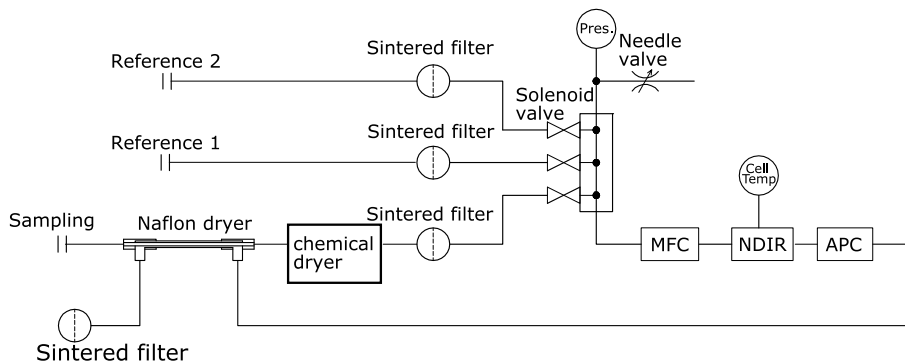 Pres.
Needle
valve
Sintered filter
Reference 2
Solenoid
valve
Sintered filter
Reference 1
Cell
Temp
Sintered filter
Sampling
Naflon dryer
chemical
dryer
MFC
NDIR
APC
Sintered filter